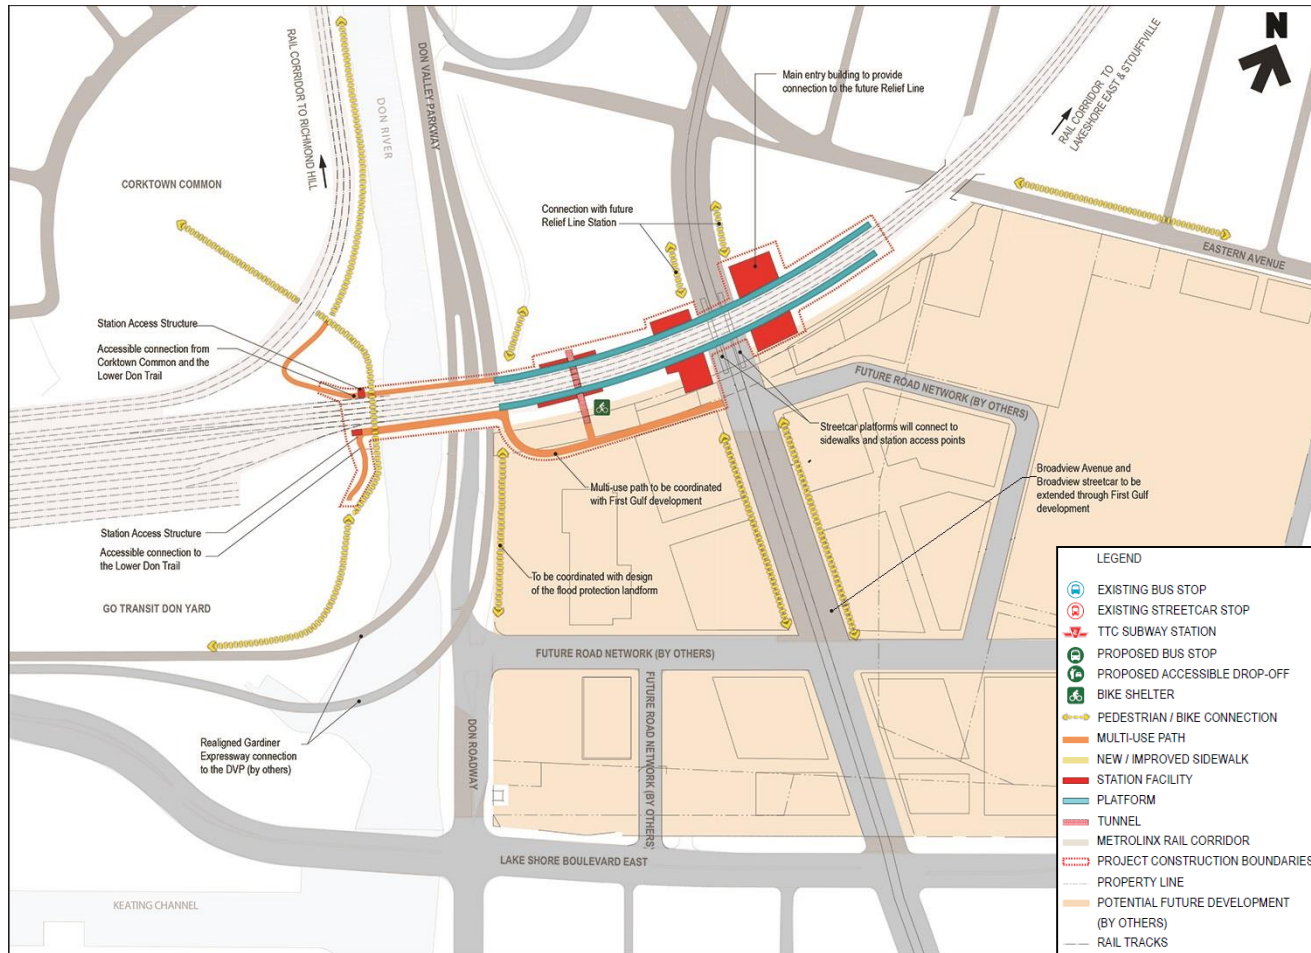 N
RAIL CORRIDOR TO RICHMOND HILL
DON RIVER
DON VALLEY PARKWAY
Main entry building to provide
connection to the future Relief Line
RAIL CORRIDOR TO
LAKESHORE EAST & STOUFFVILLE
CORKTOWN COMMON
Connection with future
Relief Line Station
EASTERN AVENUE
Station Access Structure
Accessible connection from
Corktown Common and the
Lower Don Trail
FUTURE ROAD NETWORK (BY OTHERS)
Streetcar platforms will connect to
sidewalks and station access points
Multi-use path to be coordinated
with First Gulf development
Broadview Avenue and
Broadview streetcar to be
extended through First Gulf
development
Station Access Structure
Accessible connection to
the Lower Don Trail
To be coordinated with design
of the flood protection landform
GO TRANSIT DON YARD
FUTURE ROAD NETWORK (BY OTHERS)
FUTURE ROAD NETWORK (BY OTHERS)
DON ROADWAY
Realigned Gardiner
Expressway connection
to the DVP (by others)
LAKE SHORE BOULEVARD EAST
KEATING CHANNEL
LEGEND
EXISTING BUS STOP
EXISTING STREETCAR STOP
TTC SUBWAY STATION
PROPOSED BUS STOP
PROPOSED ACCESSIBLE DROP-OFF
BIKE SHELTER
PEDESTRIAN / BIKE CONNECTION
MULTI-USE PATH
NEW / IMPROVED SIDEWALK
STATION FACILITY
PLATFORM
TUNNEL
METROLINX RAIL CORRIDOR
PROJECT CONSTRUCTION BOUNDARIES
PROPERTY LINE
POTENTIAL FUTURE DEVELOPMENT
(BY OTHERS)
RAIL TRACKS